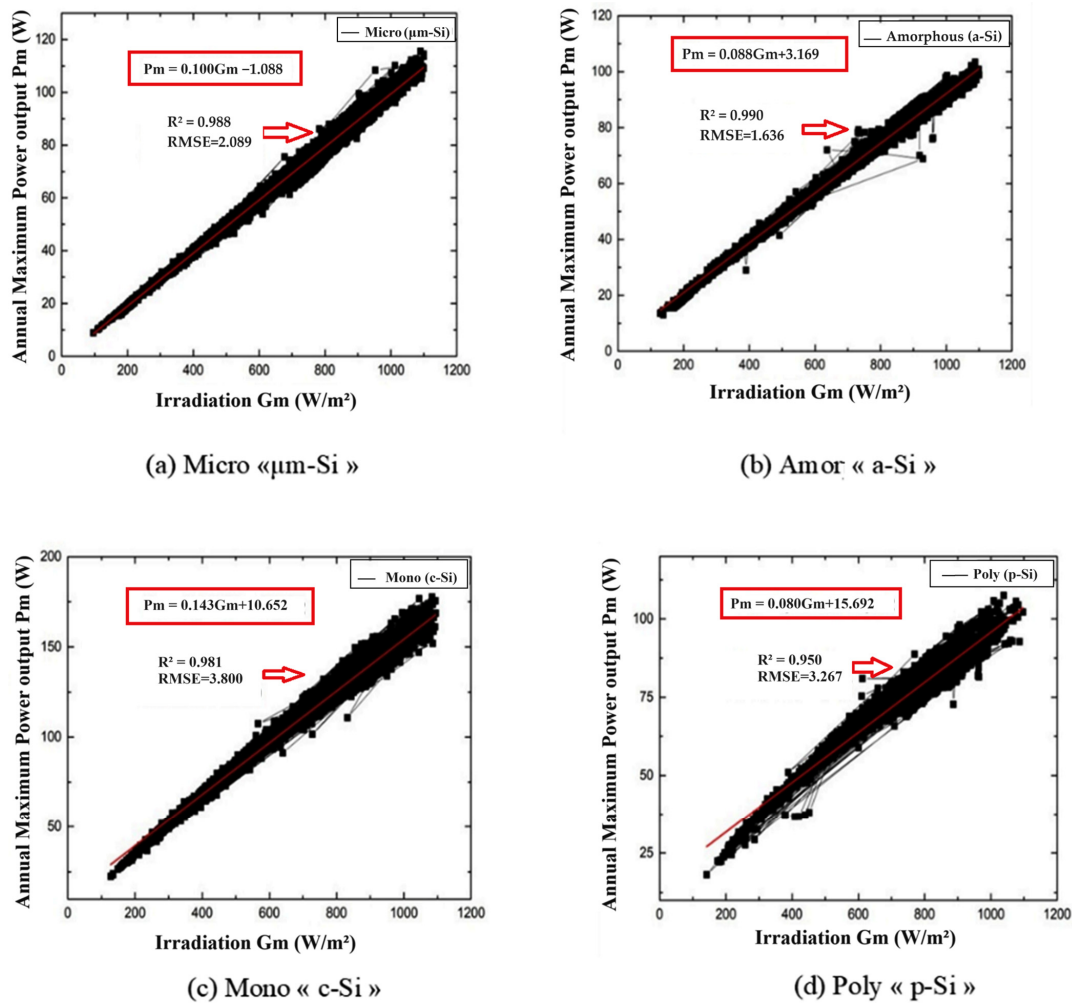 Micro (μm-Si)
Pm = 0.100Gm −1.088
R² = 0.988
RMSE=2.089
Annual Maximum Power output Pm (W)
120
100
80
60
40
20
0
0 200 400 600 800 1000 1200
Irradiation Gm (W/m²)
(a) Micro «μm-Si »
Amorphous (a-Si)
Pm = 0.088Gm+3.169
R² = 0.990
RMSE=1.636
Annual Maximum Power output Pm (W)
120
100
80
60
40
20
0
0 200 400 600 800 1000 1200
Irradiation Gm (W/m²)
(b) Amor « a-Si »
Mono (c-Si)
Pm = 0.143Gm+10.652
R² = 0.981
RMSE=3.800
Annual Maximum Power output Pm (W)
200
150
100
50
0 200 400 600 800 1000 1200
Irradiation Gm (W/m²)
(c) Mono « c-Si »
Poly (p-Si)
Pm = 0.080Gm+15.692
R² = 0.950
RMSE=3.267
Annual Maximum Power output Pm (W)
100
75
50
25
0 200 400 600 800 1000 1200
Irradiation Gm (W/m²)
(d) Poly « p-Si »